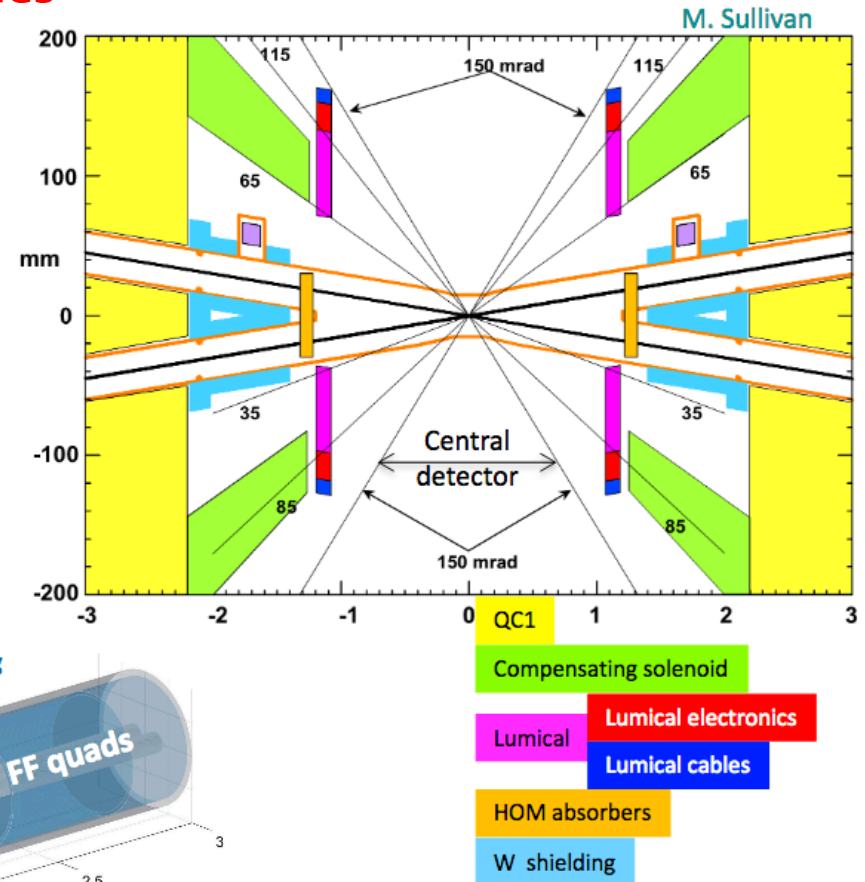 M. Sullivan
200
115
150 mrad
115
100
65
65
mm
0
35
35
-100
Central
detector
85
85
150 mrad
-200
-3
-2
-1
0
1
2
3
QC1
Compensating solenoid
Lumical electronics
Lumical
Lumical cables
HOM absorbers
W shielding
FF quads
3
2.5